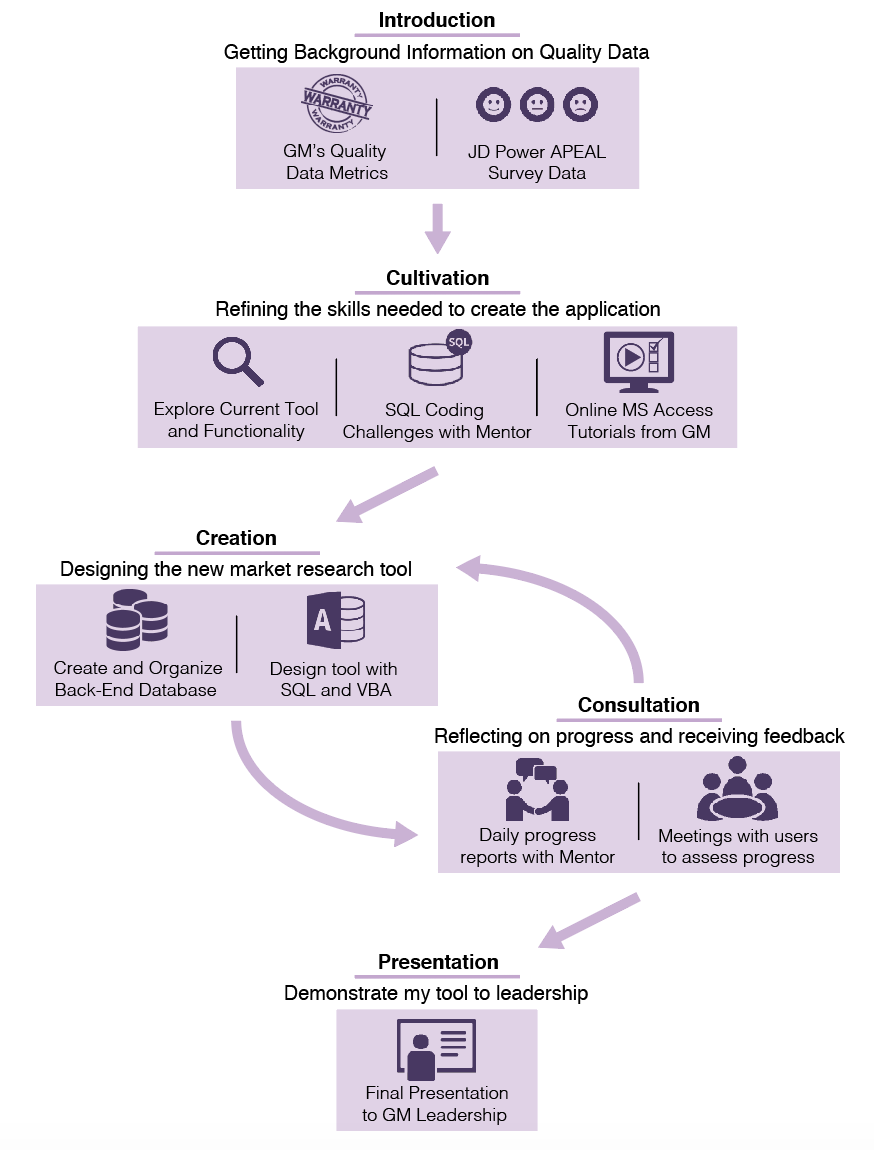 Introduction
Getting Background Information on Quality Data
WARRANTY
WARRANTY
WARRANTY
GM's Quality
Data Metrics
JD Power APEAL
Survey Data
Cultivation
Refining the skills needed to create the application
Explore Current Tool
and Functionality
SQL
SQL Coding
Challenges with Mentor
Online MS Access
Tutorials from GM
Creation
Designing the new market research tool
Create and Organize
Back-End Database
A
Design tool with
SQL and VBA
Consultation
Reflecting on progress and receiving feedback
Daily progress
reports with Mentor
Meetings with users
to assess progress
Presentation
Demonstrate my tool to leadership
Final Presentation
to GM Leadership